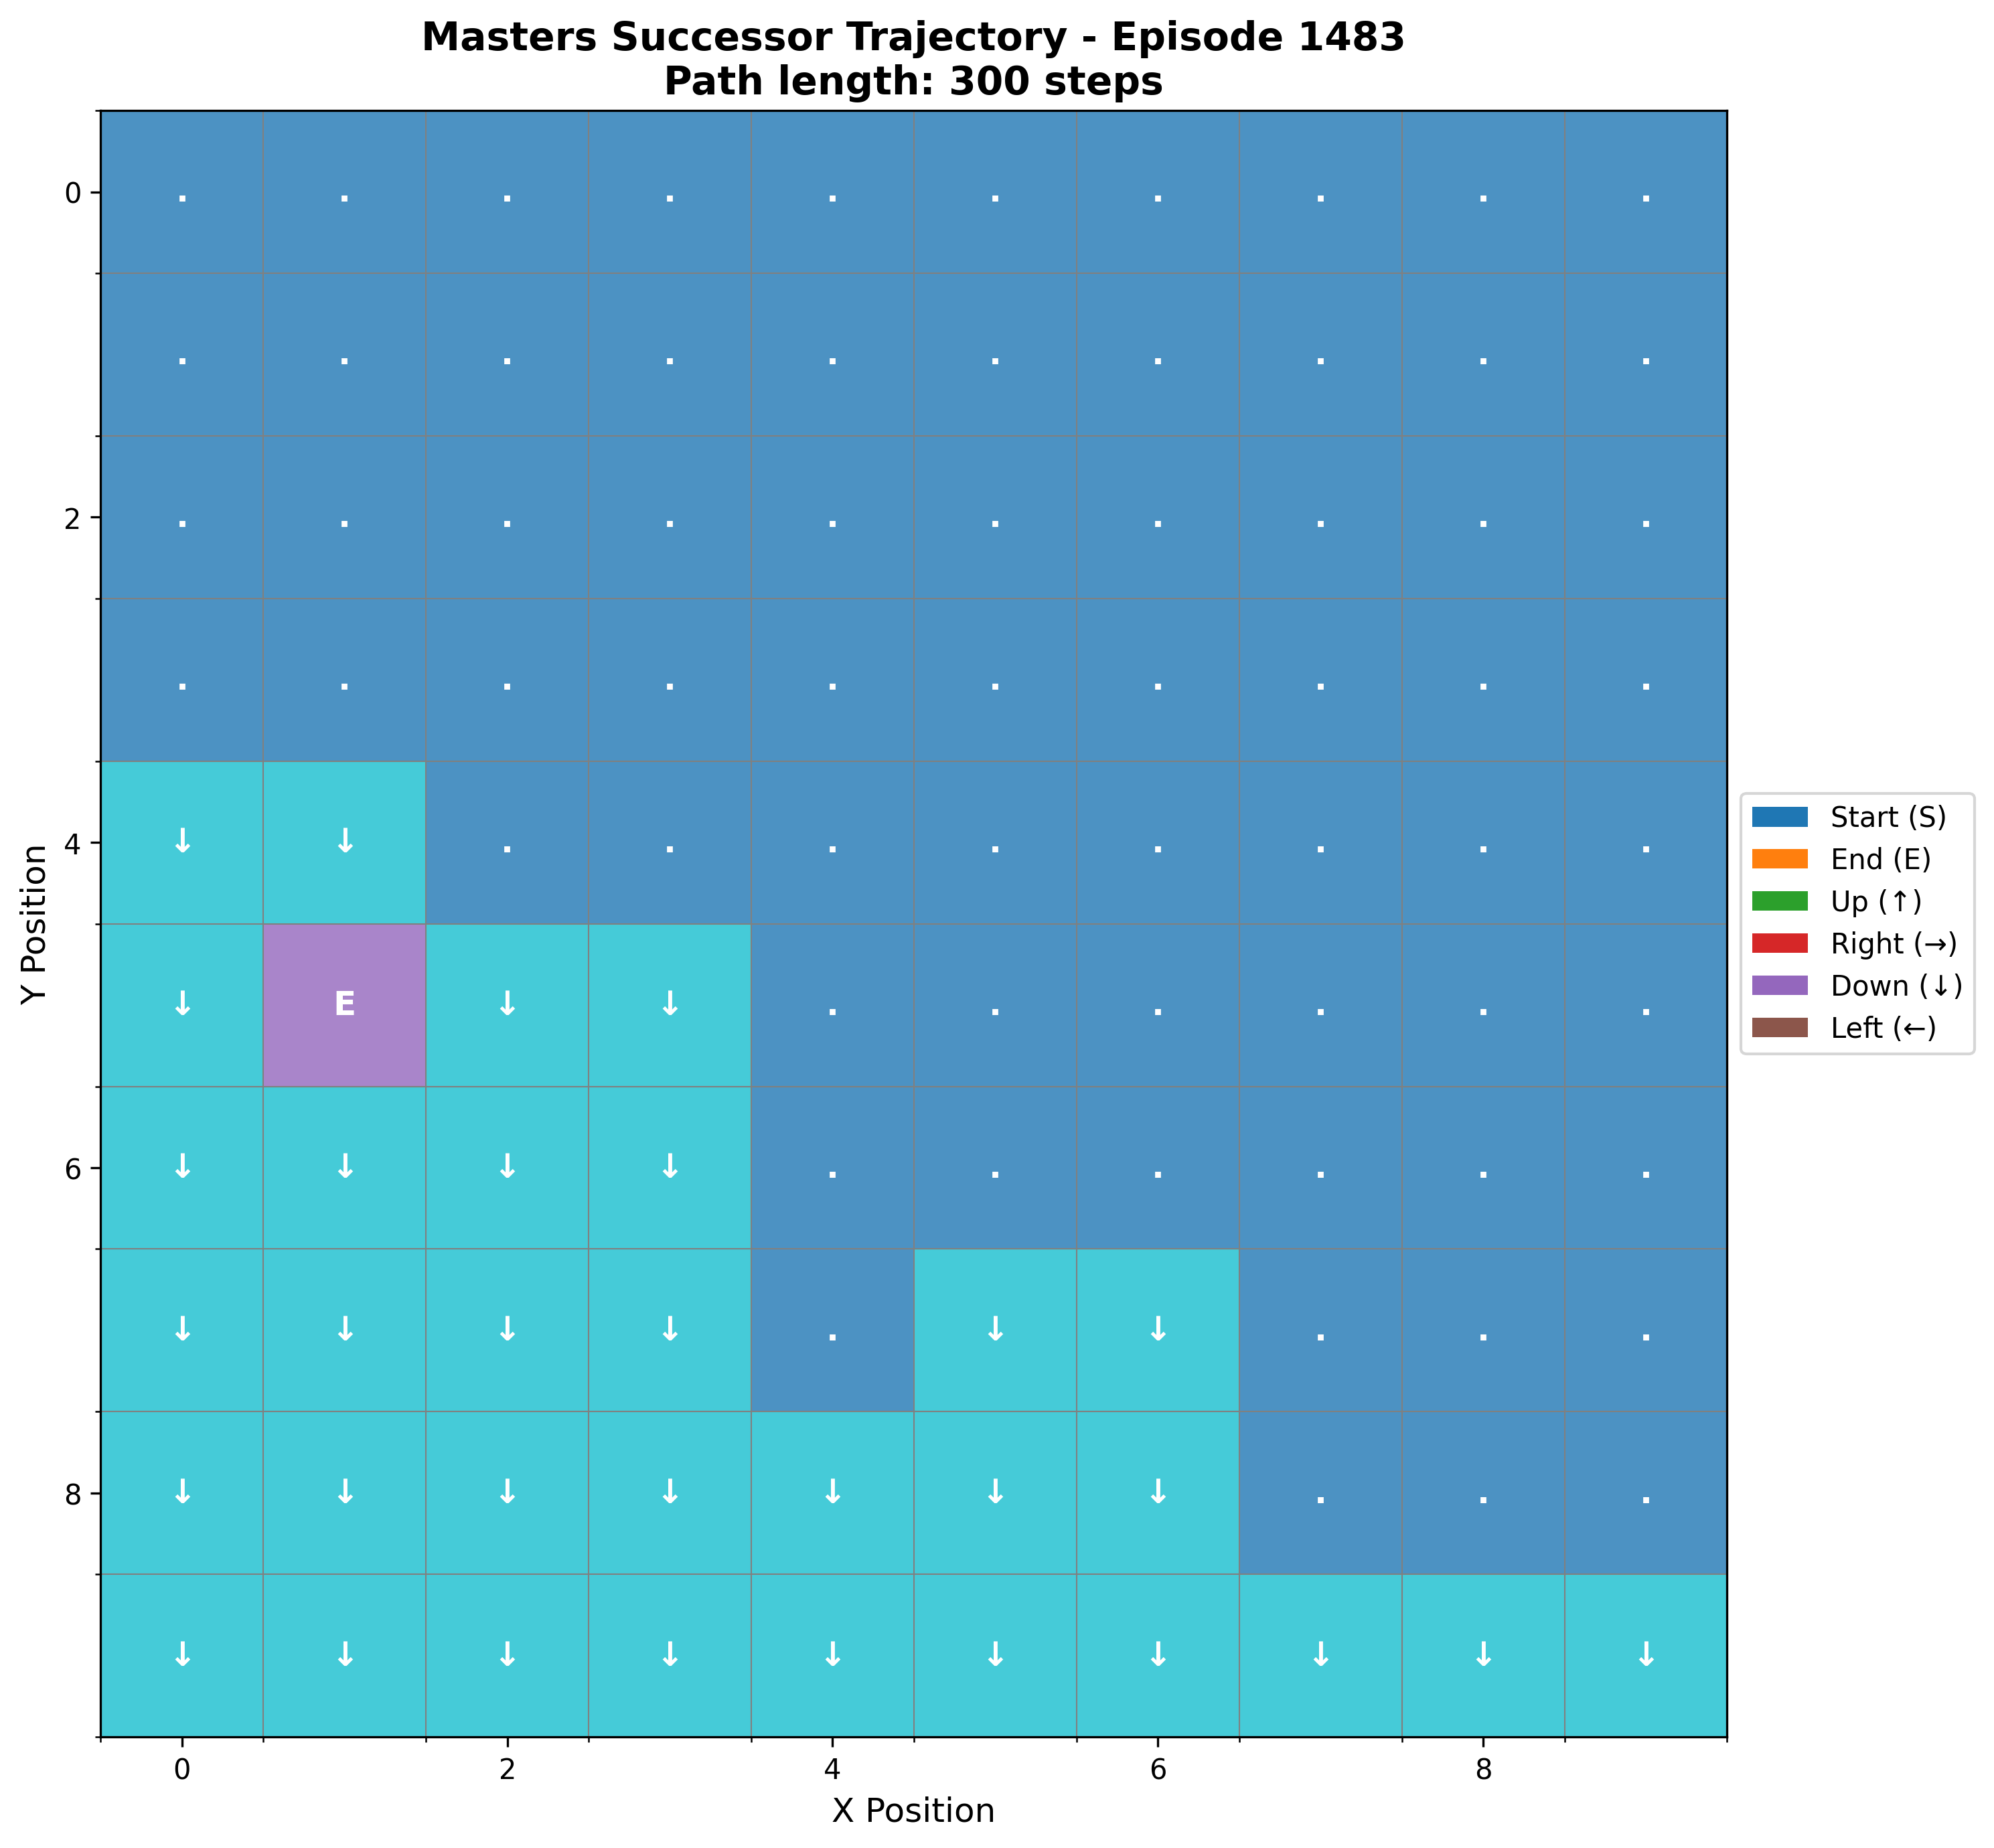 Masters Successor Trajectory - Episode 1483
Path length: 300 steps
0 . . . . . . . . . .
. . . . . . . . . .
2 . . . . . . . . . .
. . . . . . . . . .
4 ↓ ↓ . . . . . . . .
↓ E ↓ ↓ . . . . . .
6 ↓ ↓ ↓ ↓ . . . . . .
↓ ↓ ↓ ↓ . ↓ ↓ . . .
8 ↓ ↓ ↓ ↓ ↓ ↓ ↓ . . .
↓ ↓ ↓ ↓ ↓ ↓ ↓ ↓ ↓ ↓
0 2 4 6 8
X Position
Y Position
Start (S)
End (E)
Up (↑)
Right (→)
Down (↓)
Left (←)